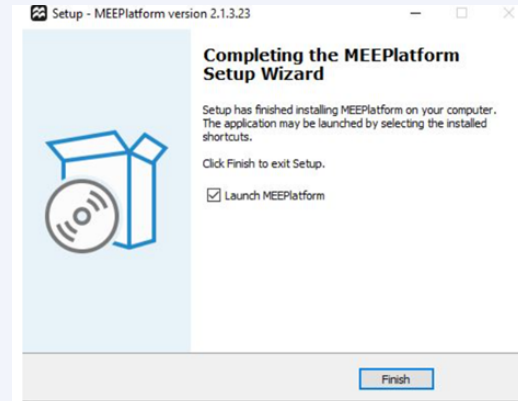 Setup - MEEPlatform version 2.1.3.23
Completing the MEEPlatform
Setup Wizard
Setup has finished installing MEEPlatform on your computer.
The application may be launched by selecting the installed
shortcuts.
Click Finish to exit Setup.
Launch MEEPlatform
Finish